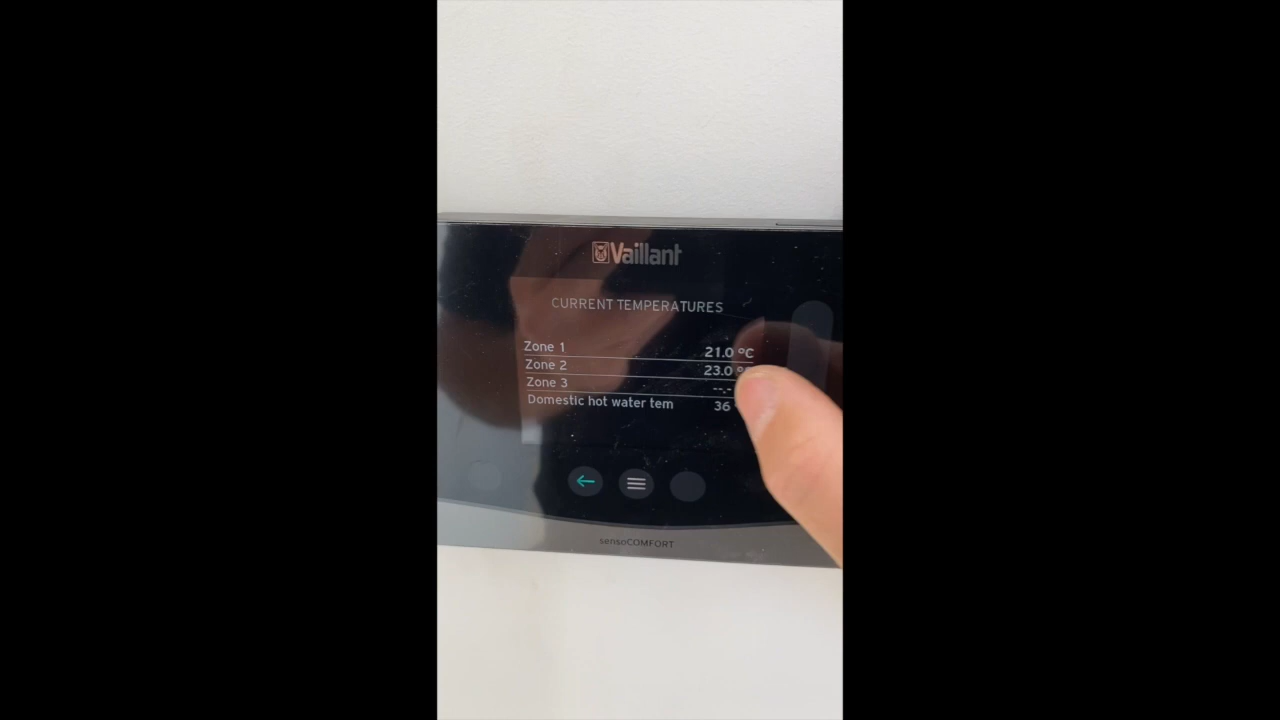 Vaillant
CURRENT TEMPERATURES
Zone 1 21.0 °C
Zone 2 23.0 °
Zone 3 --.-
Domestic hot water tem 36
sensoCOMFORT